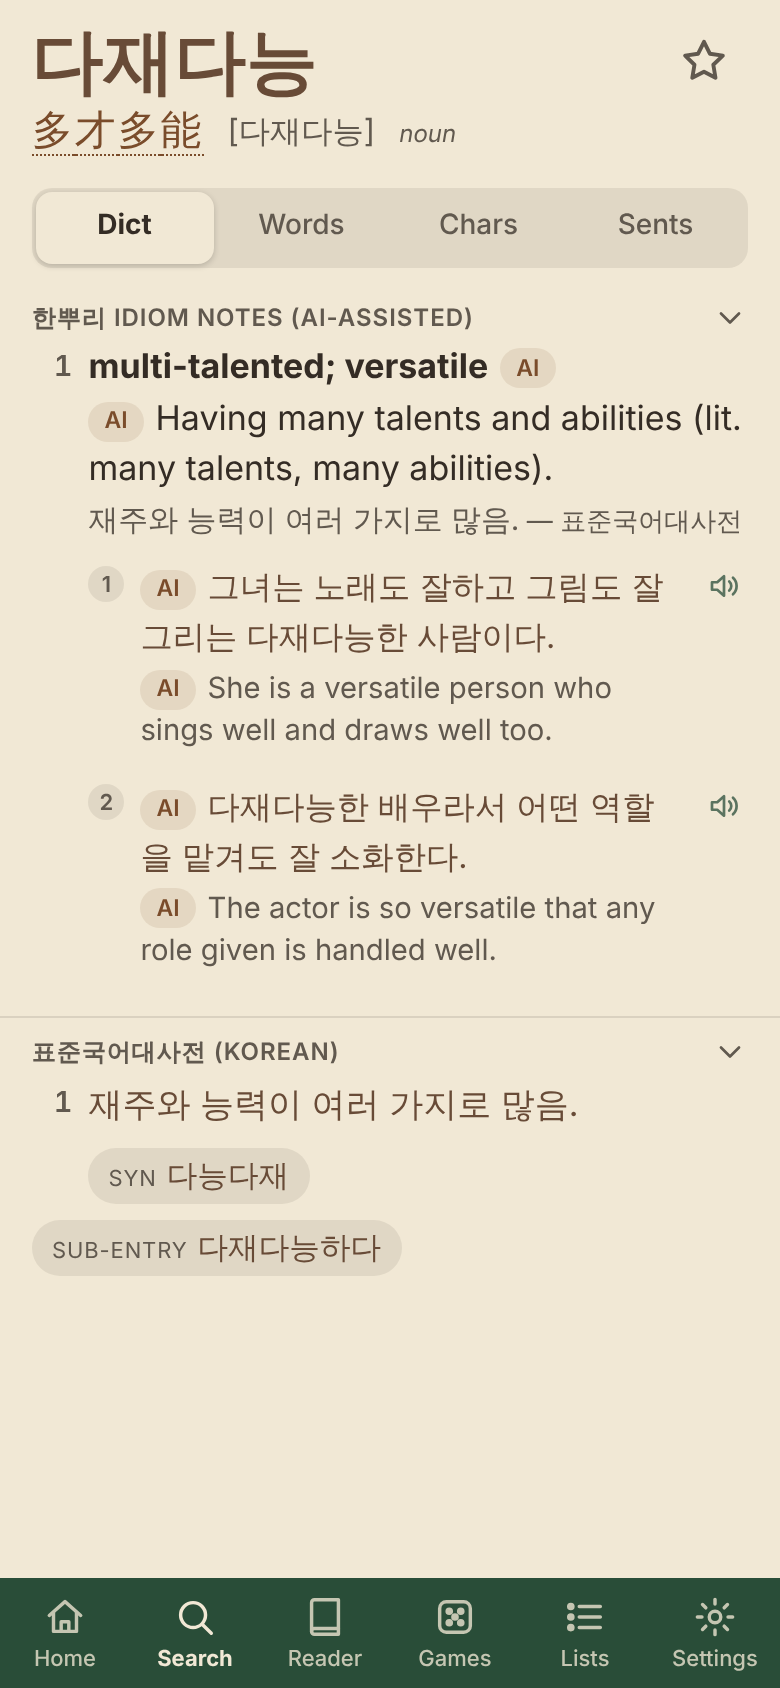 다재다능
多才多能 [다재다능] noun
Dict Words Chars Sents
한뿌리 IDIOM NOTES (AI-ASSISTED)
1 multi-talented; versatile AI
AI Having many talents and abilities (lit.
many talents, many abilities).
재주와 능력이 여러 가지로 많음. — 표준국어대사전
1 AI 그녀는 노래도 잘하고 그림도 잘
그리는 다재다능한 사람이다.
AI She is a versatile person who
sings well and draws well too.
2 AI 다재다능한 배우라서 어떤 역할
을 맡겨도 잘 소화한다.
AI The actor is so versatile that any
role given is handled well.
표준국어대사전 (KOREAN)
1 재주와 능력이 여러 가지로 많음.
SYN 다능다재
SUB-ENTRY 다재다능하다
Home Search Reader Games Lists Settings